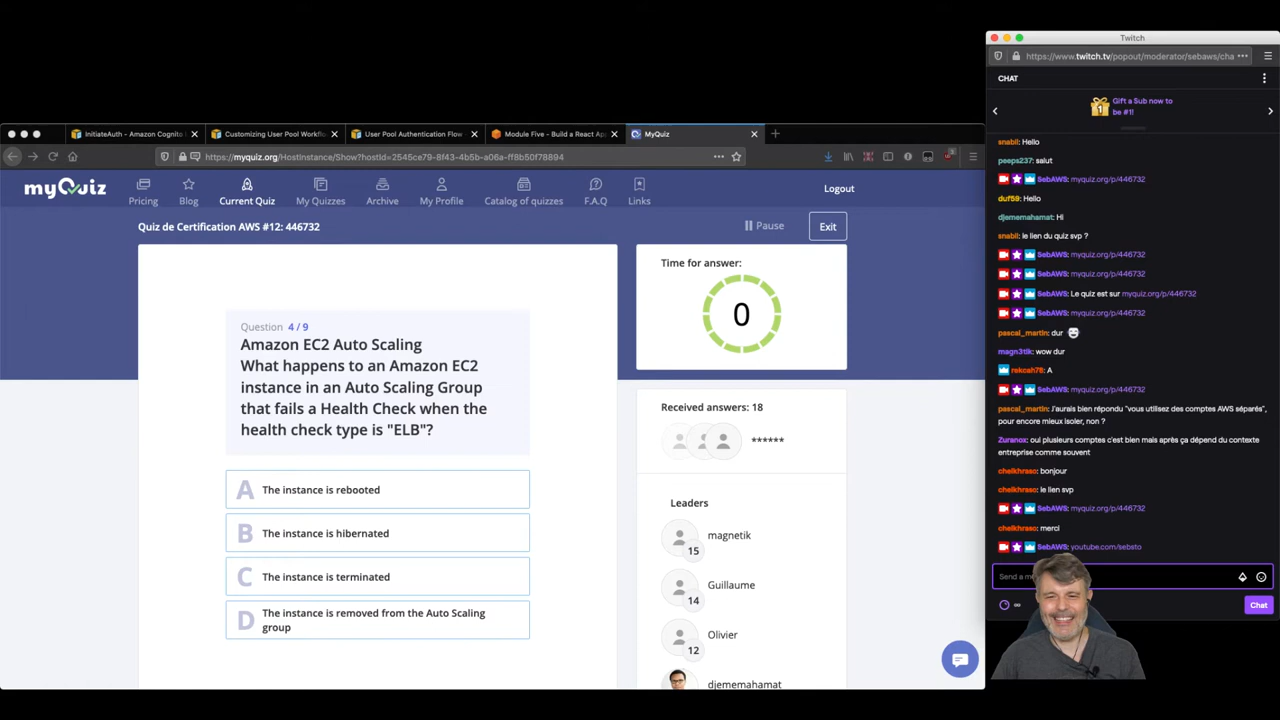 Twitch
https://www.twitch.tv/popout/moderator/sebaws/cha
CHAT
Gift a Sub now to
be #1!
InitiateAuth - Amazon Cognito
Customizing User Pool Workfl
User Pool Authentication Flow
Module Five - Build a React App
MyQuiz
https://myquiz.org/HostInstance/Show?hostId=2545ce79-8f43-4b5b-a06a-ff8b50f78894
myQuiz
Pricing
Blog
Current Quiz
My Quizzes
Archive
My Profile
Catalog of quizzes
F.A.Q
Links
Logout
Quiz de Certification AWS #12: 446732
Pause
Exit
Question 4 / 9
Amazon EC2 Auto Scaling
What happens to an Amazon EC2
instance in an Auto Scaling Group
that fails a Health Check when the
health check type is "ELB"?
A The instance is rebooted
B The instance is hibernated
C The instance is terminated
D The instance is removed from the Auto Scaling
group
Time for answer:
0
Received answers: 18
******
Leaders
magnetik
15
Guillaume
14
Olivier
12
djememahamat
snabil: Hello
peeps237: salut
SebAWS: myquiz.org/p/446732
duf59: Hello
djememahamat: Hi
snabil: le lien du quiz svp ?
SebAWS: myquiz.org/p/446732
SebAWS: myquiz.org/p/446732
SebAWS: Le quiz est sur myquiz.org/p/446732
SebAWS: myquiz.org/p/446732
pascal_martin: dur
magn3t1k: wow dur
rekcah78: A
SebAWS: myquiz.org/p/446732
pascal_martin: J'aurais bien répondu "vous utilisez des comptes AWS séparés",
pour encore mieux isoler, non ?
Zuranox: oui plusieurs comptes c'est bien mais après ça dépend du contexte
entreprise comme souvent
cheikhraso: bonjour
cheikhraso: le lien svp
SebAWS: myquiz.org/p/446732
cheikhraso: merci
SebAWS: youtube.com/sebsto
Send a me
Chat